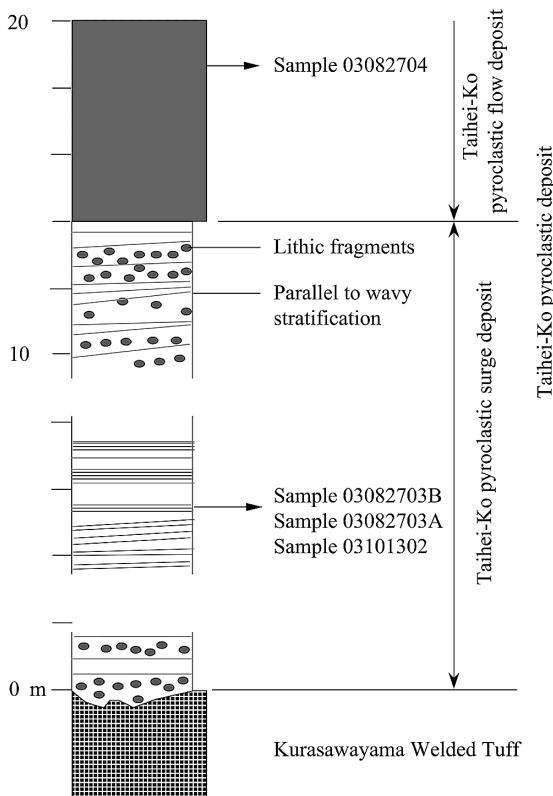 20
Sample 03082704
Taihei-Ko
pyroclastic flow deposit
Taihei-Ko pyroclastic deposit
Lithic fragments
Parallel to wavy
stratification
10
Taihei-Ko pyroclastic surge deposit
Sample 03082703B
Sample 03082703A
Sample 03101302
0 m
Kurasawayama Welded Tuff